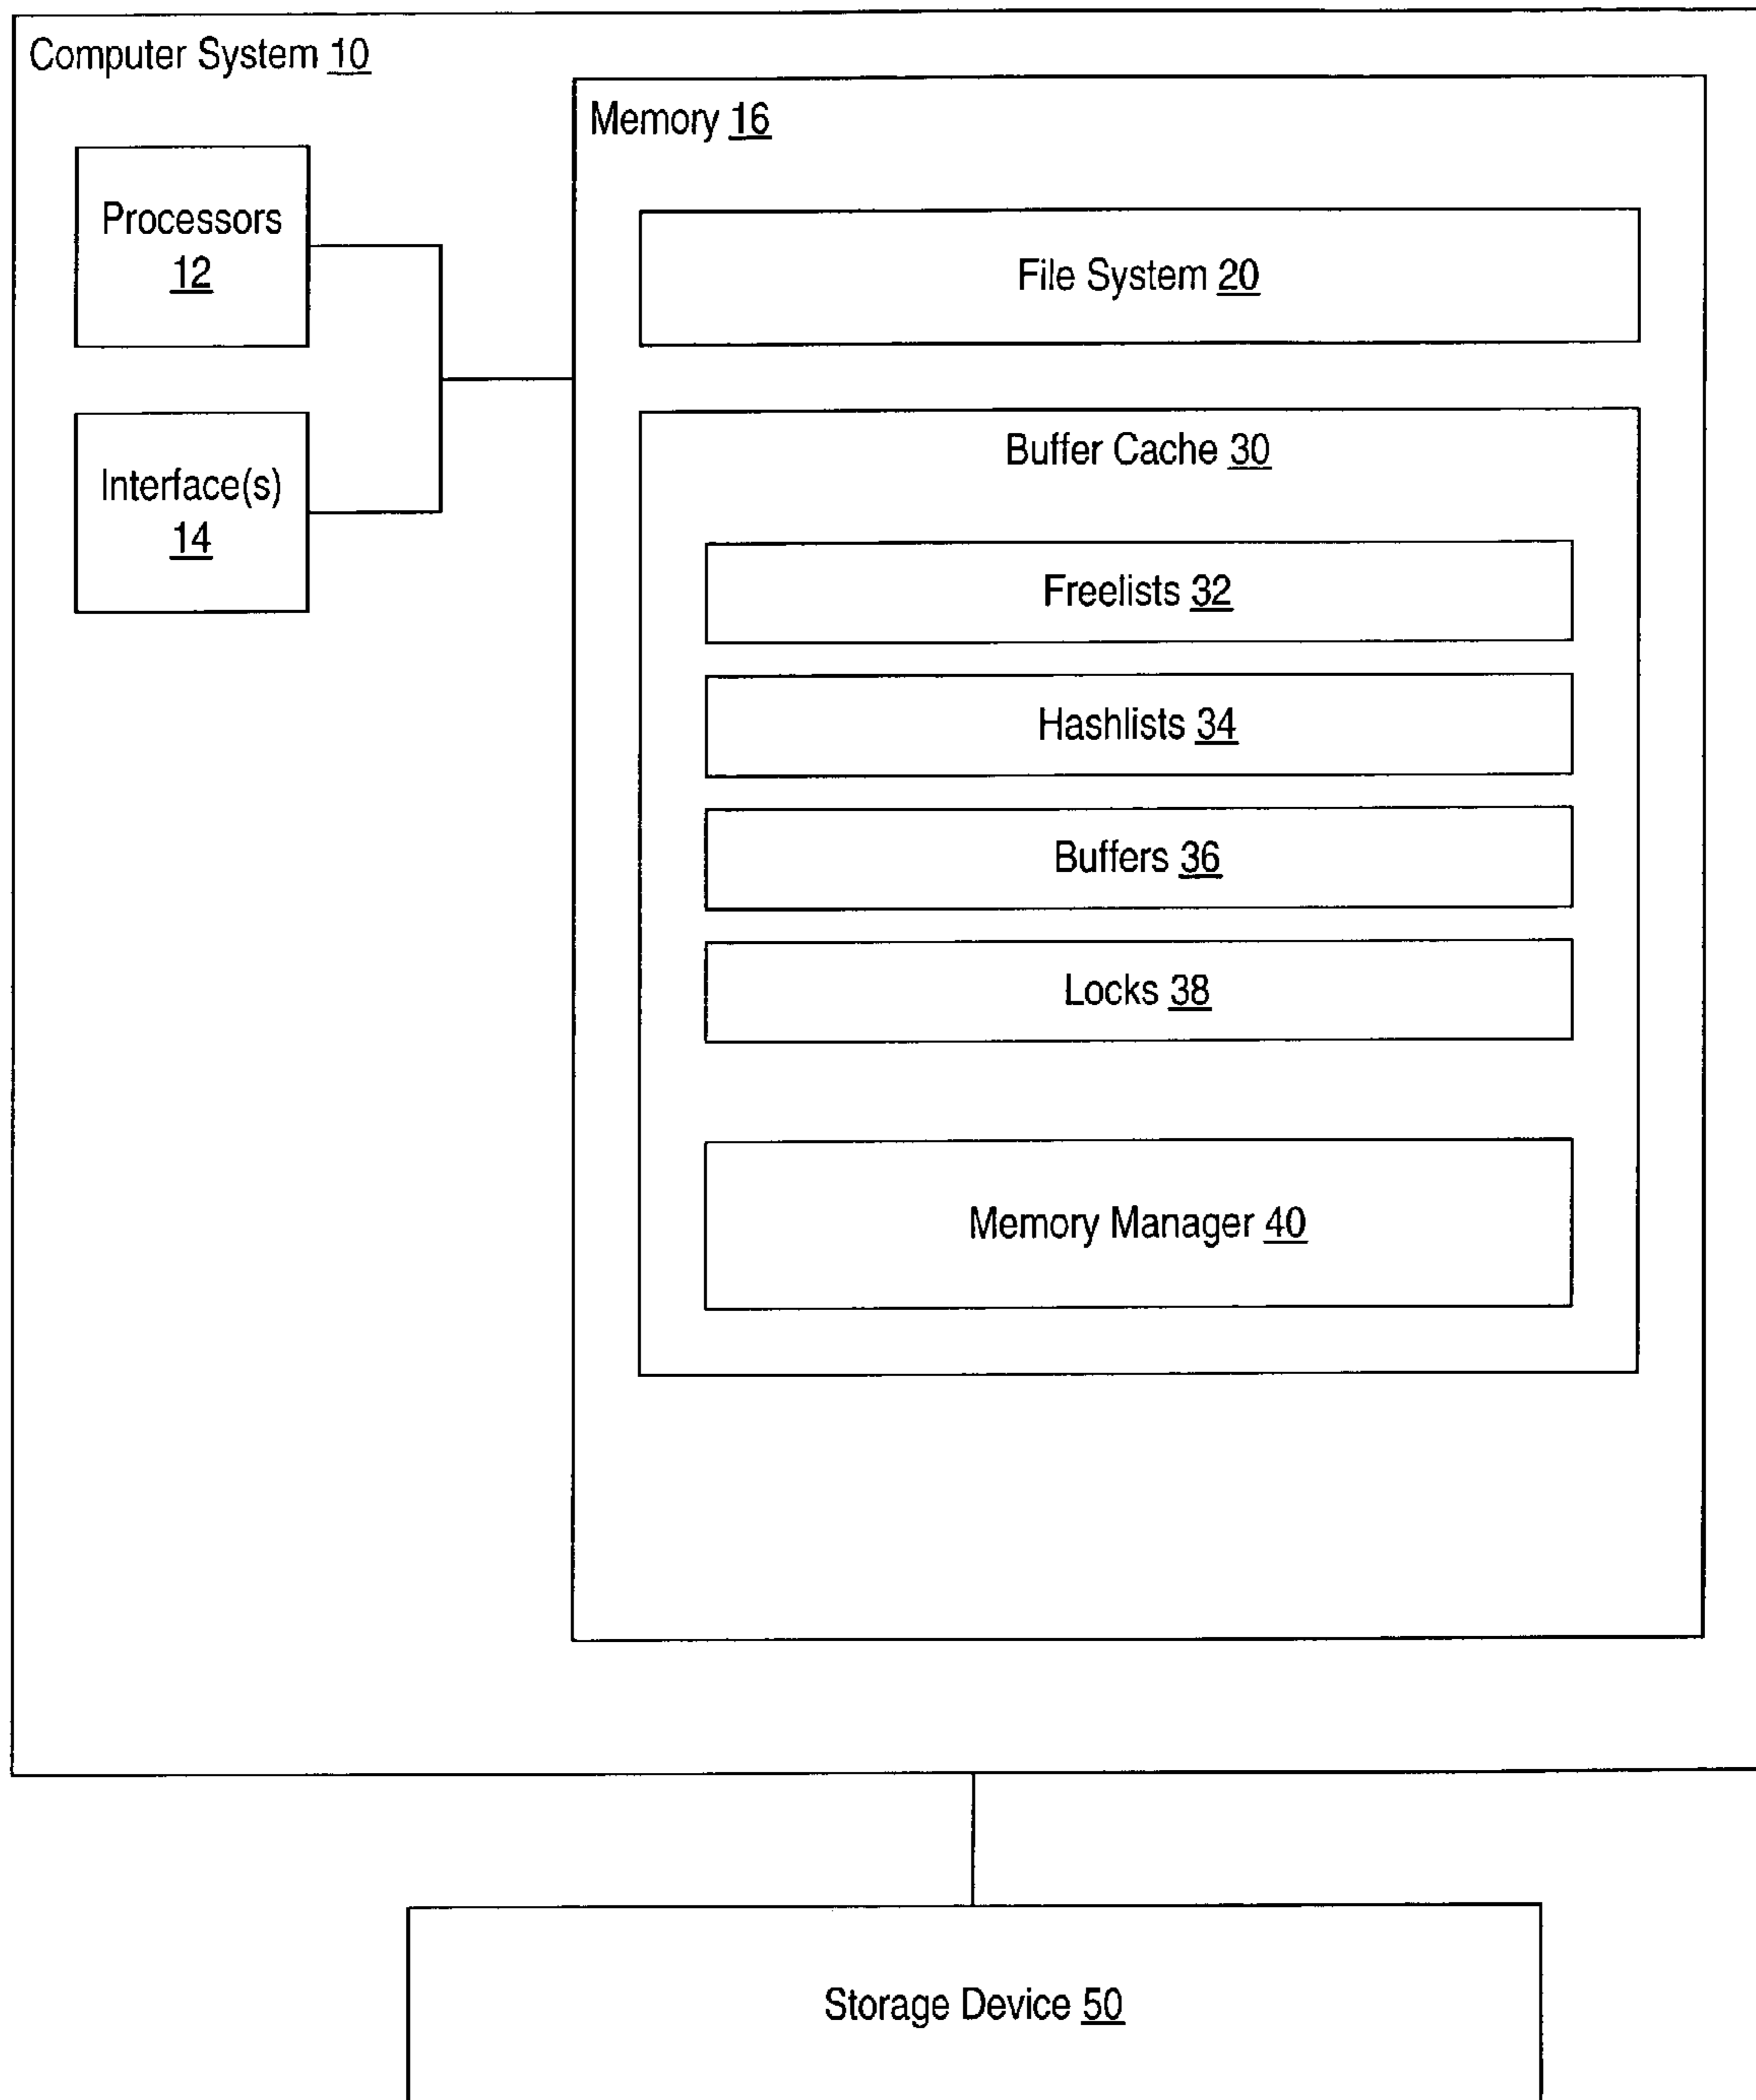 Computer System 10
Memory 16
Processors
12
File System 20
Interface(s)
14
Buffer Cache 30
Freelists 32
Hashlists 34
Buffers 36
Locks 38
Memory Manager 40
Storage Device 50